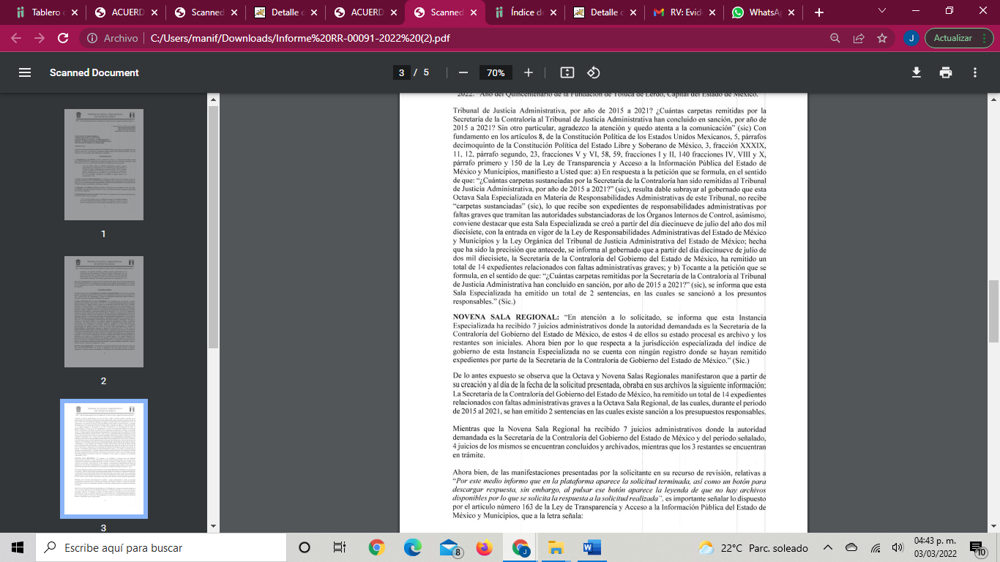 Tablero
ACUERD
Scanned
Detalle
ACUERD
Scanned
Índice d
Detalle
RV: Evid
WhatsA
Archivo
C:/Users/manif/Downloads/Informe%20RR-00091-2022%20(2).pdf
J
Actualizar
Scanned Document
3 / 5
70%
1
2
3
2022. "Año del Quincentenario de la Fundación de Toluca de Lerdo, Capital del Estado de México.
Tribunal de Justicia Administrativa, por año de 2015 a 2021? ¿Cuántas carpetas remitidas por la
Secretaría de la Contraloría al Tribunal de Justicia Administrativa han concluido en sanción, por año de
2015 a 2021? Sin otro particular, agradezco la atención y quedo atenta a la comunicación” (sic) Con
fundamento en los artículos 8, de la Constitución Política de los Estados Unidos Mexicanos, 5, párrafos
decimoquinto de la Constitución Política del Estado Libre y Soberano de México, 3, fracción XXXIX,
11, 12, párrafo segundo, 23, fracciones V y VI, 58, 59, fracciones I y II, 140 fracciones IV, VIII y X,
párrafo primero y 150 de la Ley de Transparencia y Acceso a la Información Pública del Estado de
México y Municipios, manifiesto a Usted que: a) En respuesta a la petición que se formula, en el sentido
de que: “¿Cuántas carpetas sustanciadas por la Secretaría de la Contraloría han sido remitidas al Tribunal
de Justicia Administrativa, por año de 2015 a 2021?” (sic), resulta dable subrayar al gobernado que esta
Octava Sala Especializada en Materia de Responsabilidades Administrativas de este Tribunal, no recibe
“carpetas sustanciadas” (sic), lo que recibe son expedientes de responsabilidades administrativas por
faltas graves que tramitan las autoridades substanciadoras de los Órganos Internos de Control, asimismo,
conviene destacar que esta Sala Especializada se creó a partir del día diecinueve de julio del año dos mil
diecisiete, con la entrada en vigor de la Ley de Responsabilidades Administrativas del Estado de México
y Municipios y la Ley Orgánica del Tribunal de Justicia Administrativa del Estado de México; hecha
que ha sido la precisión que antecede, se informa al gobernado que a partir del día diecinueve de julio de
dos mil diecisiete, la Secretaría de la Contraloría del Gobierno del Estado de México, ha remitido un
total de 14 expedientes relacionados con faltas administrativas graves; y b) Tocante a la petición que se
formula, en el sentido de que: “¿Cuántas carpetas remitidas por la Secretaría de la Contraloría al Tribunal
de Justicia Administrativa han concluido en sanción, por año de 2015 a 2021?” (sic), se informa que esta
Sala Especializada ha emitido un total de 2 sentencias, en las cuales se sancionó a los presuntos
responsables.” (Sic.)
NOVENA SALA REGIONAL: “En atención a lo solicitado, se informa que esta Instancia
Especializada ha recibido 7 juicios administrativos donde la autoridad demandada es la Secretaría de la
Contraloría del Gobierno del Estado de México, de estos 4 de ellos su estado procesal es archivo y los
restantes son iniciales. Ahora bien por lo que respecta a la jurisdicción especializada del índice de
gobierno de esta Instancia Especializada no se cuenta con ningún registro donde se hayan remitido
expedientes por parte de la Secretaría de la Contraloría de Gobierno del Estado de México.” (Sic.)
De lo antes expuesto se observa que la Octava y Novena Salas Regionales manifestaron que a partir de
su creación y al día de la fecha de la solicitud presentada, obraba en sus archivos la siguiente información:
La Secretaría de la Contraloría del Gobierno del Estado de México, ha remitido un total de 14 expedientes
relacionados con faltas administrativas graves a la Octava Sala Regional, de las cuales, durante el periodo
de 2015 al 2021, se han emitido 2 sentencias en las cuales existe sanción a los presupuestos responsables.
Mientras que la Novena Sala Regional ha recibido 7 juicios administrativos donde la autoridad
demandada es la Secretaría de la Contraloría del Gobierno del Estado de México y del periodo señalado,
4 juicios de los mismos se encuentran concluidos y archivados, mientras que los 3 restantes se encuentran
en trámite.
Ahora bien, de las manifestaciones presentadas por la solicitante en su recurso de revisión, relativas a
“Por este medio informo que en la plataforma aparece la solicitud terminada, así como un botón para
descargar respuesta, sin embargo, al pulsar ese botón aparece la leyenda de que no hay archivos
disponibles por lo que se solicita la respuesta a la solicitud realizada”, es importante señalar lo dispuesto
por el artículo número 163 de la Ley de Transparencia y Acceso a la Información Pública del Estado de
México y Municipios, que a la letra señala:
Escribe aquí para buscar
8
J
22°C Parc. soleado
04:43 p. m.
03/03/2022
10